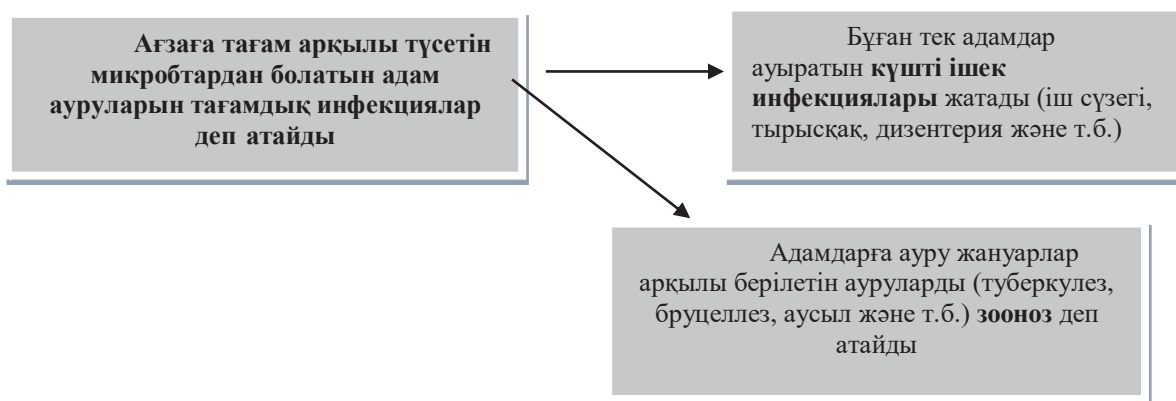 Ағзаға тағам арқылы түсетін
микробтардан болатын адам
ауруларын тағамдық инфекциялар
деп атайды
Бұған тек адамдар
ауыратын күшті ішек
инфекциялары жатады (іш сүзегі,
тырысқақ, дизентерия және т.б.)
Адамдарға ауру жануарлар
арқылы берілетін ауруларды (туберкулез,
бруцеллез, аусыл және т.б.) зооноз деп
атайды